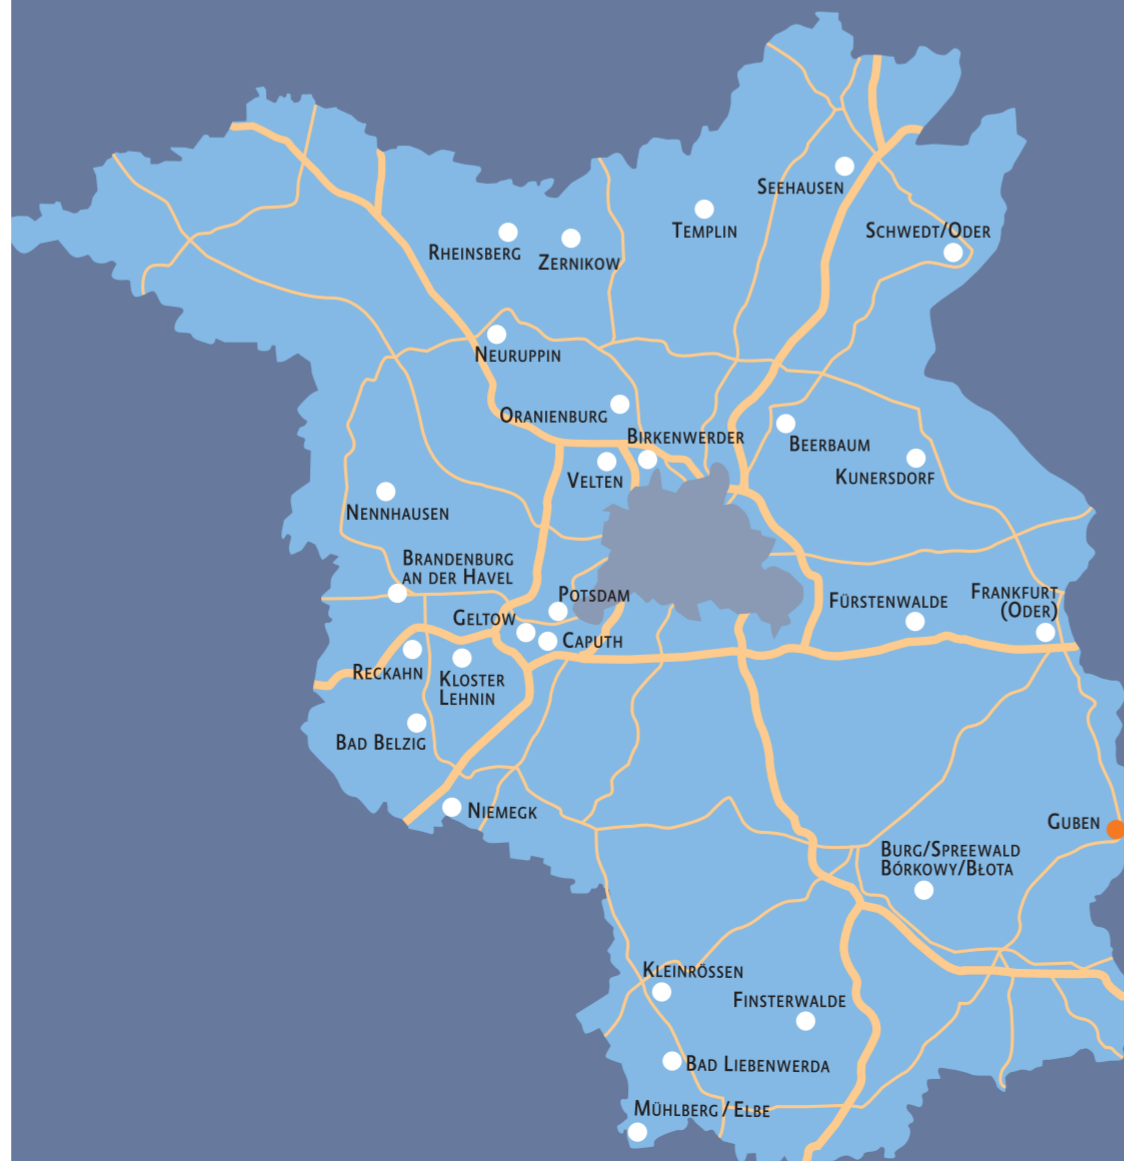 Seehausen
Templin
Schwedt/Oder
Rheinsberg
Zernikow
Neuruppin
Oranienburg
Birkenwerder
Beerbaum
Velten
Kunersdorf
Nennhausen
Brandenburg
an der Havel
Potsdam
Fürstenwalde
Frankfurt
(Oder)
Geltow
Caputh
Reckahn
Kloster
Lehnin
Bad Belzig
Niemegk
Guben
Burg/Spreewald
Bórkowy/Błota
Kleinrössen
Finsterwalde
Bad Liebenwerda
Mühlberg / Elbe